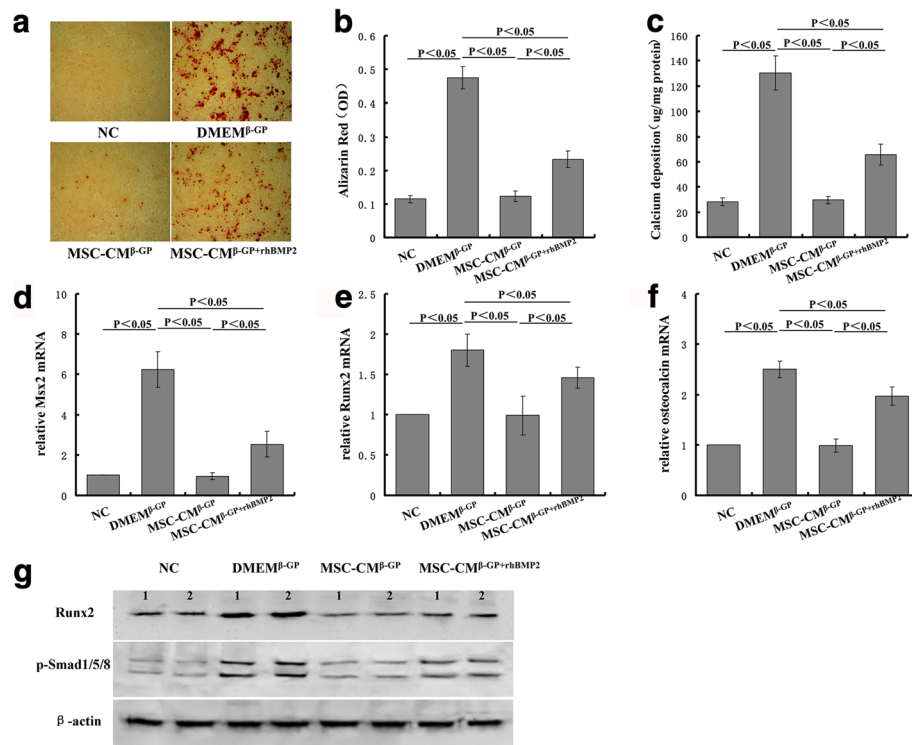 a
NC
DMEMβ-GP
MSC-CMβ-GP
MSC-CMβ-GP+rhBMP2
b
P<0.05
P<0.05 P<0.05 P<0.05
Alizarin Red (OD)
0.6
0.5
0.4
0.3
0.2
0.1
0
NC
DMEMβ-GP
MSC-CMβ-GP
MSC-CMβ-GP+rhBMP2
c
P<0.05
P<0.05 P<0.05 P<0.05
Calcium deposition(ug/mg protein)
160
140
120
100
80
60
40
20
0
NC
DMEMβ-GP
MSC-CMβ-GP
MSC-CMβ-GP+rhBMP2
d
P<0.05
P<0.05 P<0.05 P<0.05
relative Msx2 mRNA
10
8
6
4
2
0
NC
DMEMβ-GP
MSC-CMβ-GP
MSC-CMβ-GP+rhBMP2
e
P<0.05
P<0.05 P<0.05 P<0.05
relative Runx2 mRNA
2.5
2
1.5
1
0.5
0
NC
DMEMβ-GP
MSC-CMβ-GP
MSC-CMβ-GP+rhBMP2
f
P<0.05
P<0.05 P<0.05 P<0.05
relative osteocalcin mRNA
4
3
2
1
0
NC
DMEMβ-GP
MSC-CMβ-GP
MSC-CMβ-GP+rhBMP2
g
NC DMEMβ-GP MSC-CMβ-GP MSC-CMβ-GP+rhBMP2
1 2 1 2 1 2 1 2
Runx2
p-Smad1/5/8
β-actin